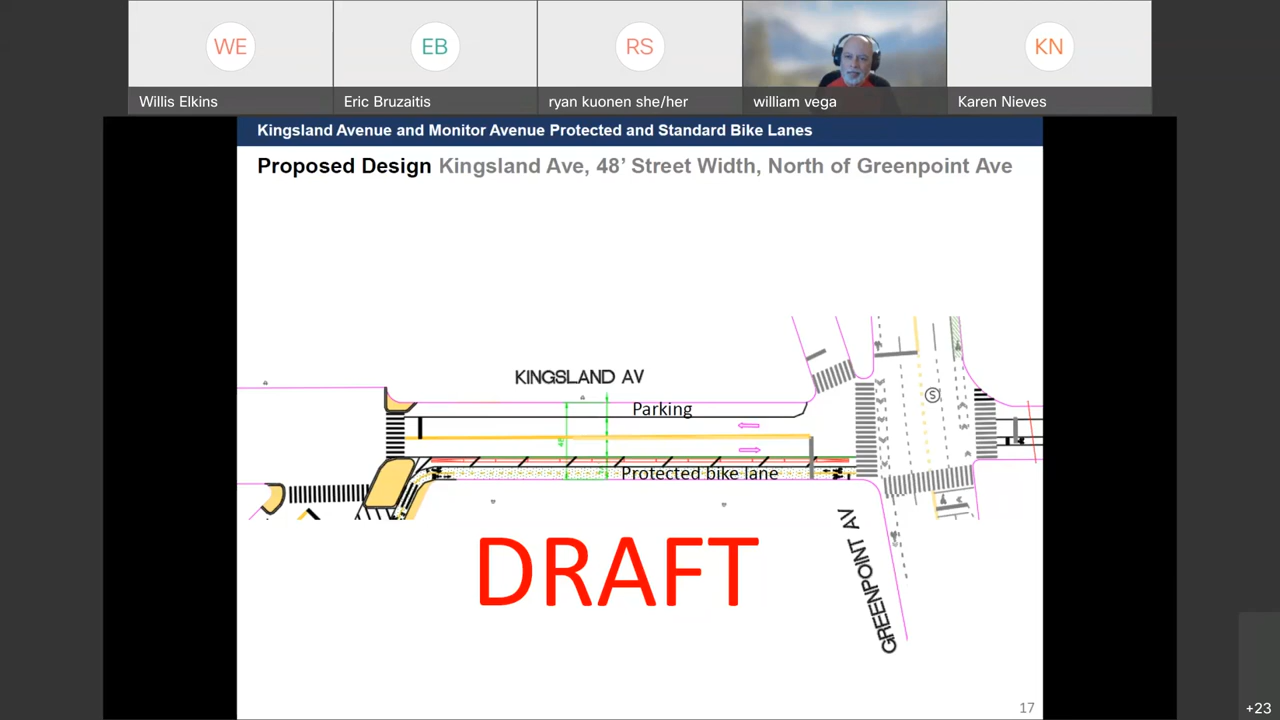 WE
EB
RS
KN
Willis Elkins
Eric Bruzaitis
ryan kuonen she/her
william vega
Karen Nieves
Kingsland Avenue and Monitor Avenue Protected and Standard Bike Lanes
Proposed Design Kingsland Ave, 48’ Street Width, North of Greenpoint Ave
KINGSLAND AV
Parking
S
Protected bike lane
GREENPOINT AV
DRAFT
17
+23